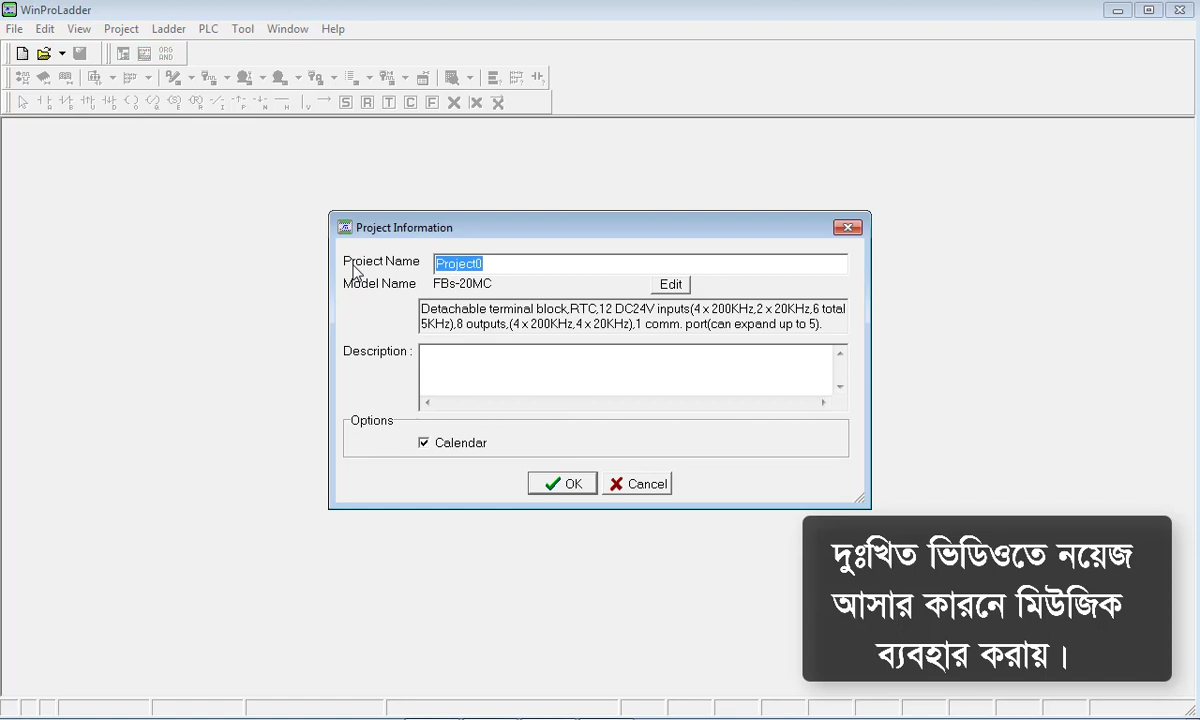 WinProLadder
File Edit View Project Ladder PLC Tool Window Help
ORG
AND
S R T C F
Project Information
Project Name Project0
Model Name FBs-20MC Edit
Detachable terminal block,RTC,12 DC24V inputs(4 x 200KHz,2 x 20KHz,6 total
5KHz),8 outputs,(4 x 200KHz,4 x 20KHz),1 comm. port(can expand up to 5).
Description :
Options
Calendar
OK Cancel
দুঃখিত ভিডিওতে নয়েজ
আসার কারনে মিউজিক
ব্যবহার করায়।